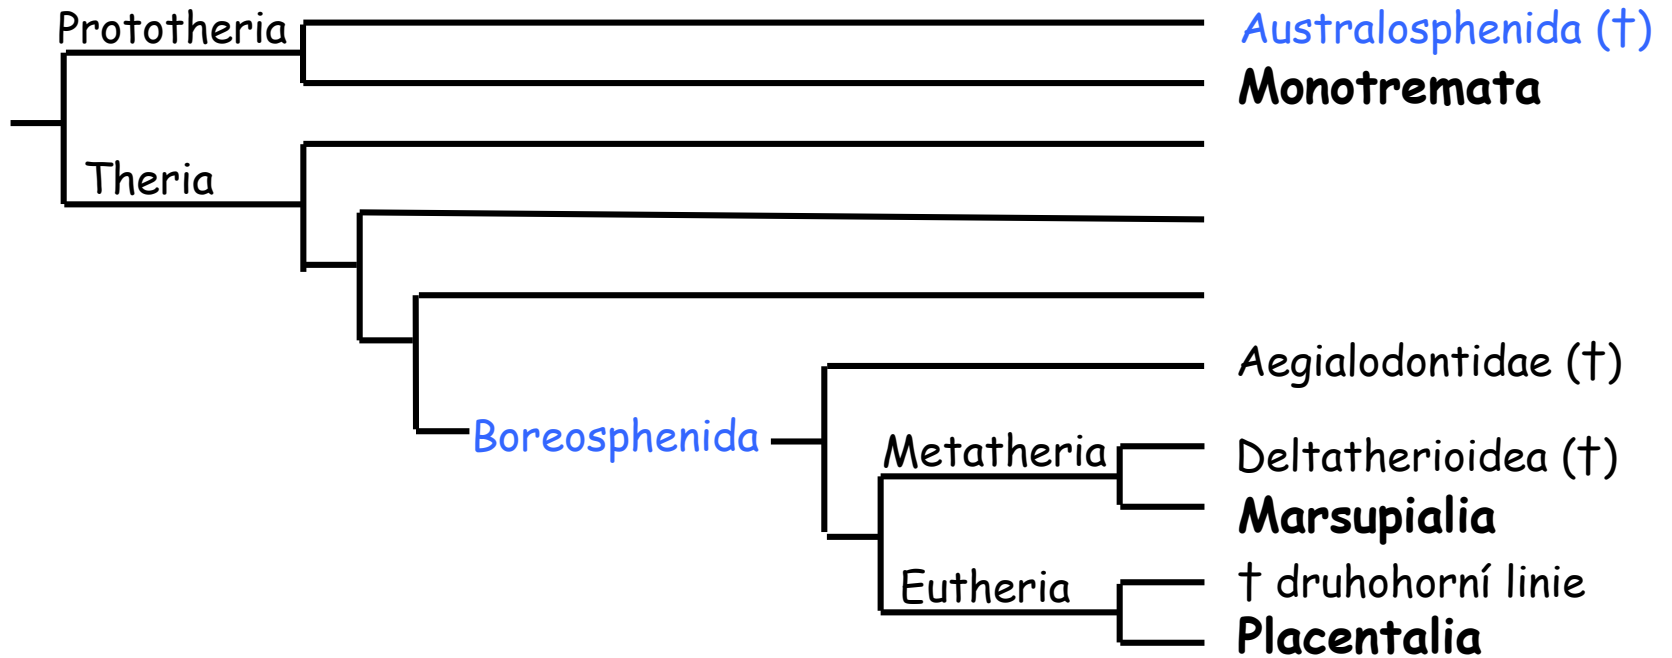 Prototheria
Australosphenida (†)
Monotremata
Theria
Aegialodontidae (†)
Boreosphenida
Metatheria
Deltatherioidea (†)
Marsupialia
Eutheria
† druhohorní linie
Placentalia